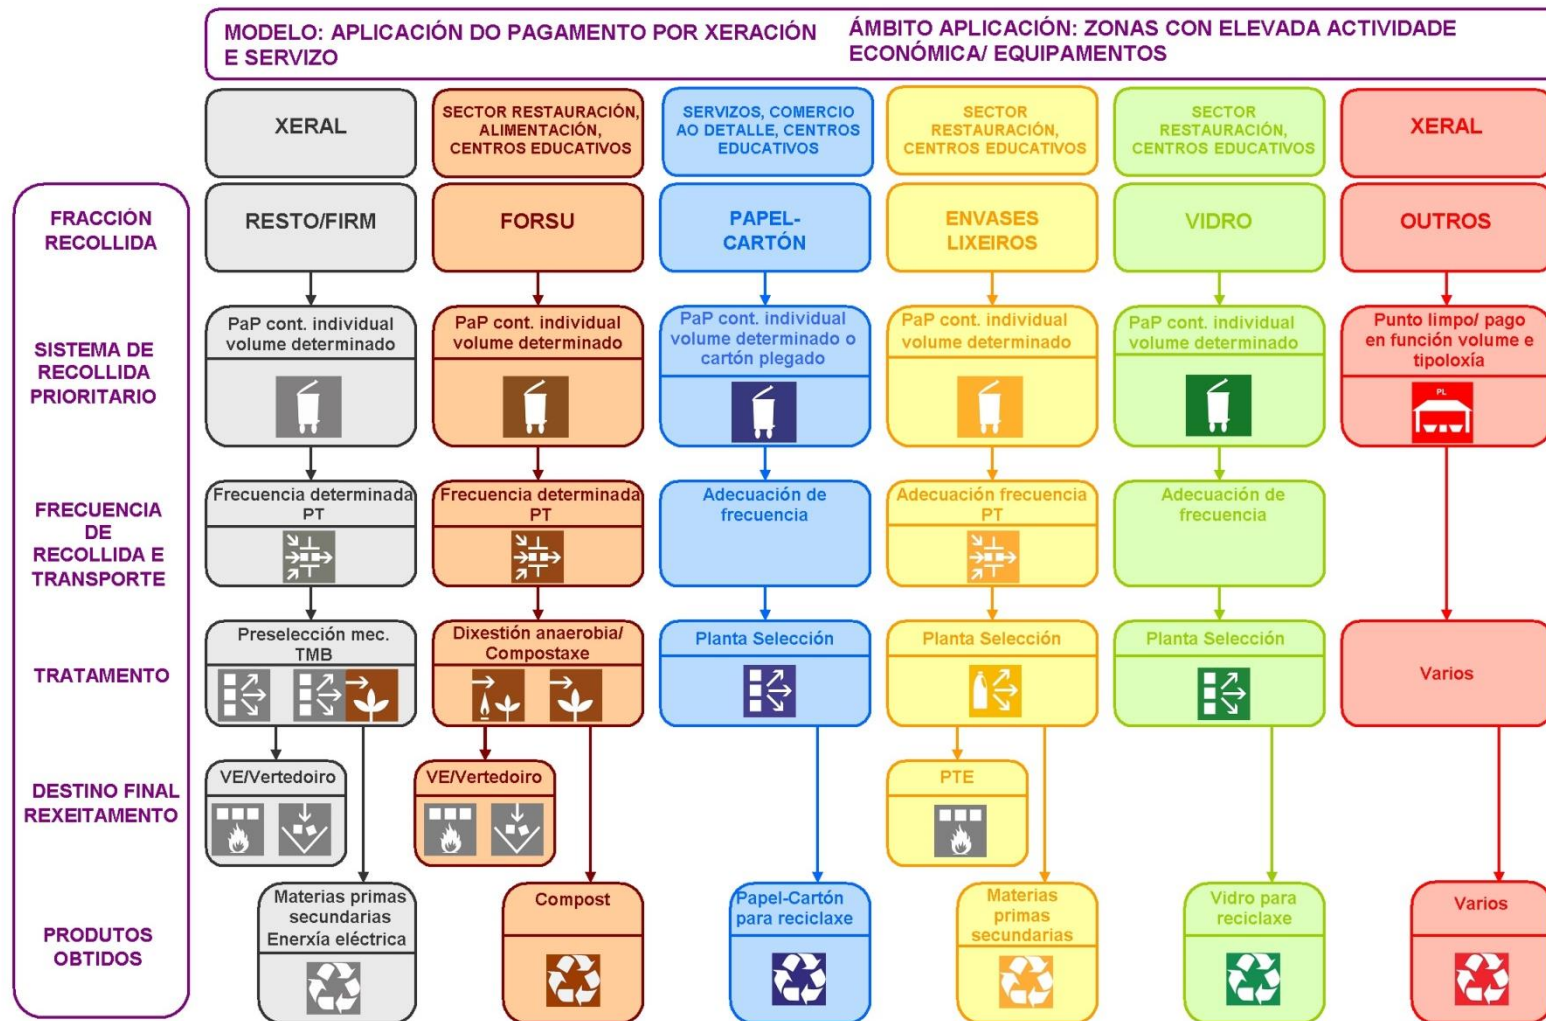 MODELO: APLICACIÓN DO PAGAMENTO POR XERACIÓN
E SERVIZO
ÁMBITO APLICACIÓN: ZONAS CON ELEVADA ACTIVIDADE
ECONÓMICA/ EQUIPAMENTOS
XERAL
SECTOR RESTAURACIÓN,
ALIMENTACIÓN,
CENTROS EDUCATIVOS
SERVIZOS, COMERCIO
AO DETALLE, CENTROS
EDUCATIVOS
SECTOR
RESTAURACIÓN,
CENTROS EDUCATIVOS
SECTOR
RESTAURACIÓN,
CENTROS EDUCATIVOS
XERAL
FRACCIÓN
RECOLLIDA
RESTO/FIRM
FORSU
PAPEL-
CARTÓN
ENVASES
LIXEIROS
VIDRO
OUTROS
SISTEMA DE
RECOLLIDA
PRIORITARIO
PaP cont. individual
volume determinado
PaP cont. individual
volume determinado
PaP cont. individual
volume determinado o
cartón plegado
PaP cont. individual
volume determinado
PaP cont. individual
volume determinado
Punto limpo/ pago
en función volume e
tipoloxía
PL
FRECUENCIA
DE
RECOLLIDA E
TRANSPORTE
Frecuencia determinada
PT
Frecuencia determinada
PT
Adecuación de
frecuencia
Adecuación frecuencia
PT
Adecuación de
frecuencia
TRATAMENTO
Preselección mec.
TMB
Dixestión anaerobia/
Compostaxe
Planta Selección
Planta Selección
Planta Selección
Varios
DESTINO FINAL
REXEITAMENTO
VE/Vertedoiro
VE/Vertedoiro
PTE
PRODUTOS
OBTIDOS
Materias primas
secundarias
Enerxía eléctrica
Compost
Papel-Cartón
para reciclaxe
Materias
primas
secundarias
Vidro para
reciclaxe
Varios